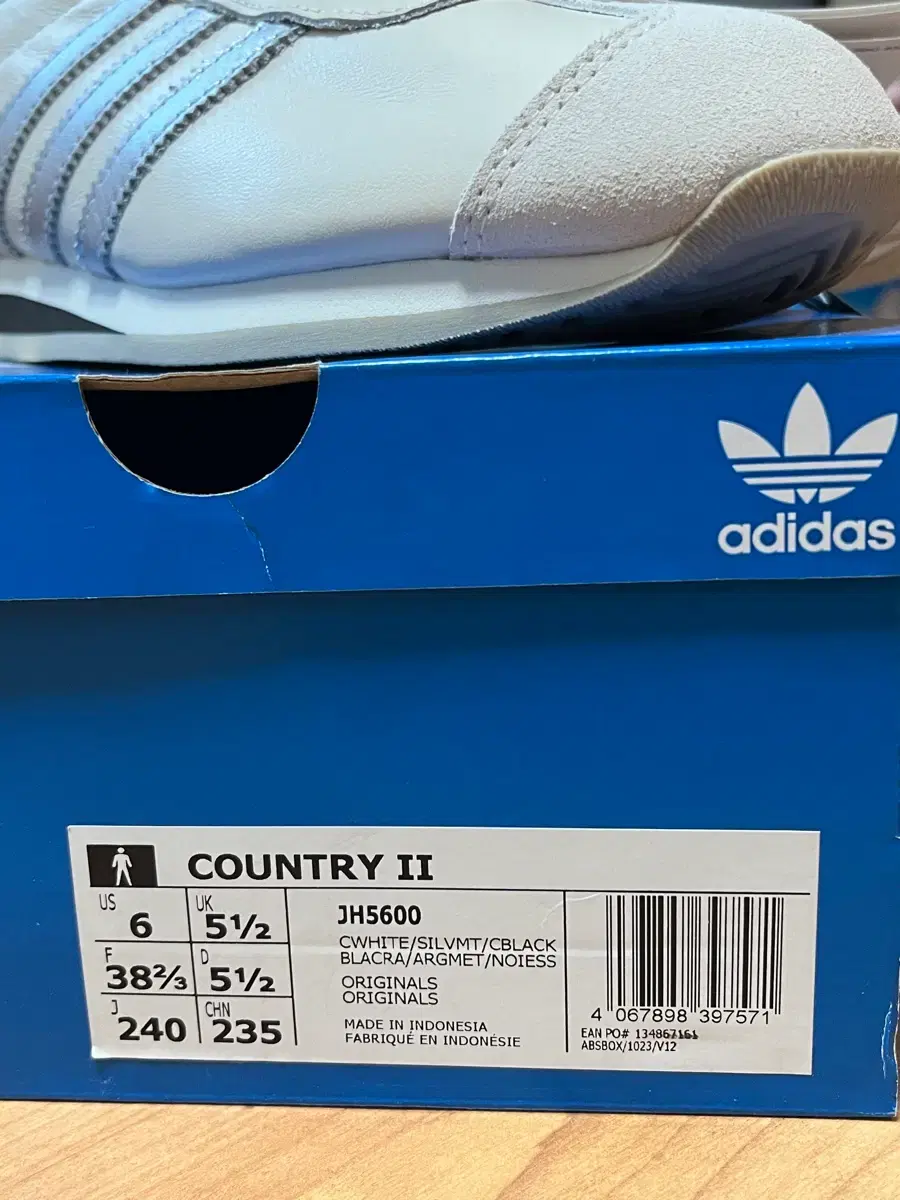 adidas
COUNTRY II
US 6 UK 5½
F 38⅔ D 5½
J 240 CHN 235
JH5600
CWHITE/SILVMT/CBLACK
BLACRA/ARGMET/NOIESS
ORIGINALS
ORIGINALS
MADE IN INDONESIA
FABRIQUÉ EN INDONÉSIE
4 067898 397571
EAN PO# 134867161
ABSBOX/1023/V12